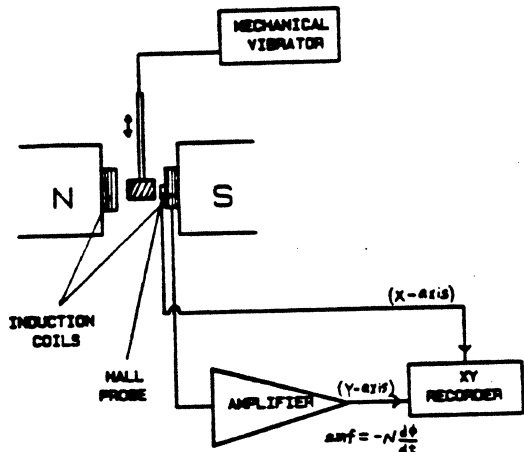 MECHANICAL
VIBRATOR
N
S
INDUCTION
COILS
HALL
PROBE
(X-axis)
AMPLIFIER
(Y-axis)
XY
RECORDER
emf = -N dφ/dt